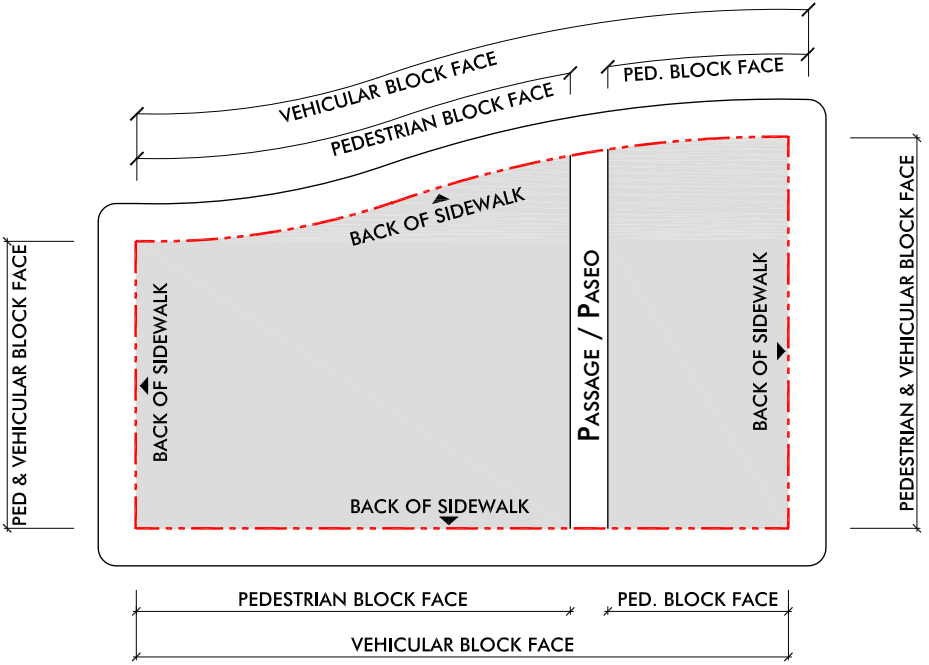 VEHICULAR BLOCK FACE
PED. BLOCK FACE
PEDESTRIAN BLOCK FACE
BACK OF SIDEWALK
PED & VEHICULAR BLOCK FACE
BACK OF SIDEWALK
PASSAGE / PASEO
BACK OF SIDEWALK
PEDESTRIAN & VEHICULAR BLOCK FACE
BACK OF SIDEWALK
PEDESTRIAN BLOCK FACE
PED. BLOCK FACE
VEHICULAR BLOCK FACE